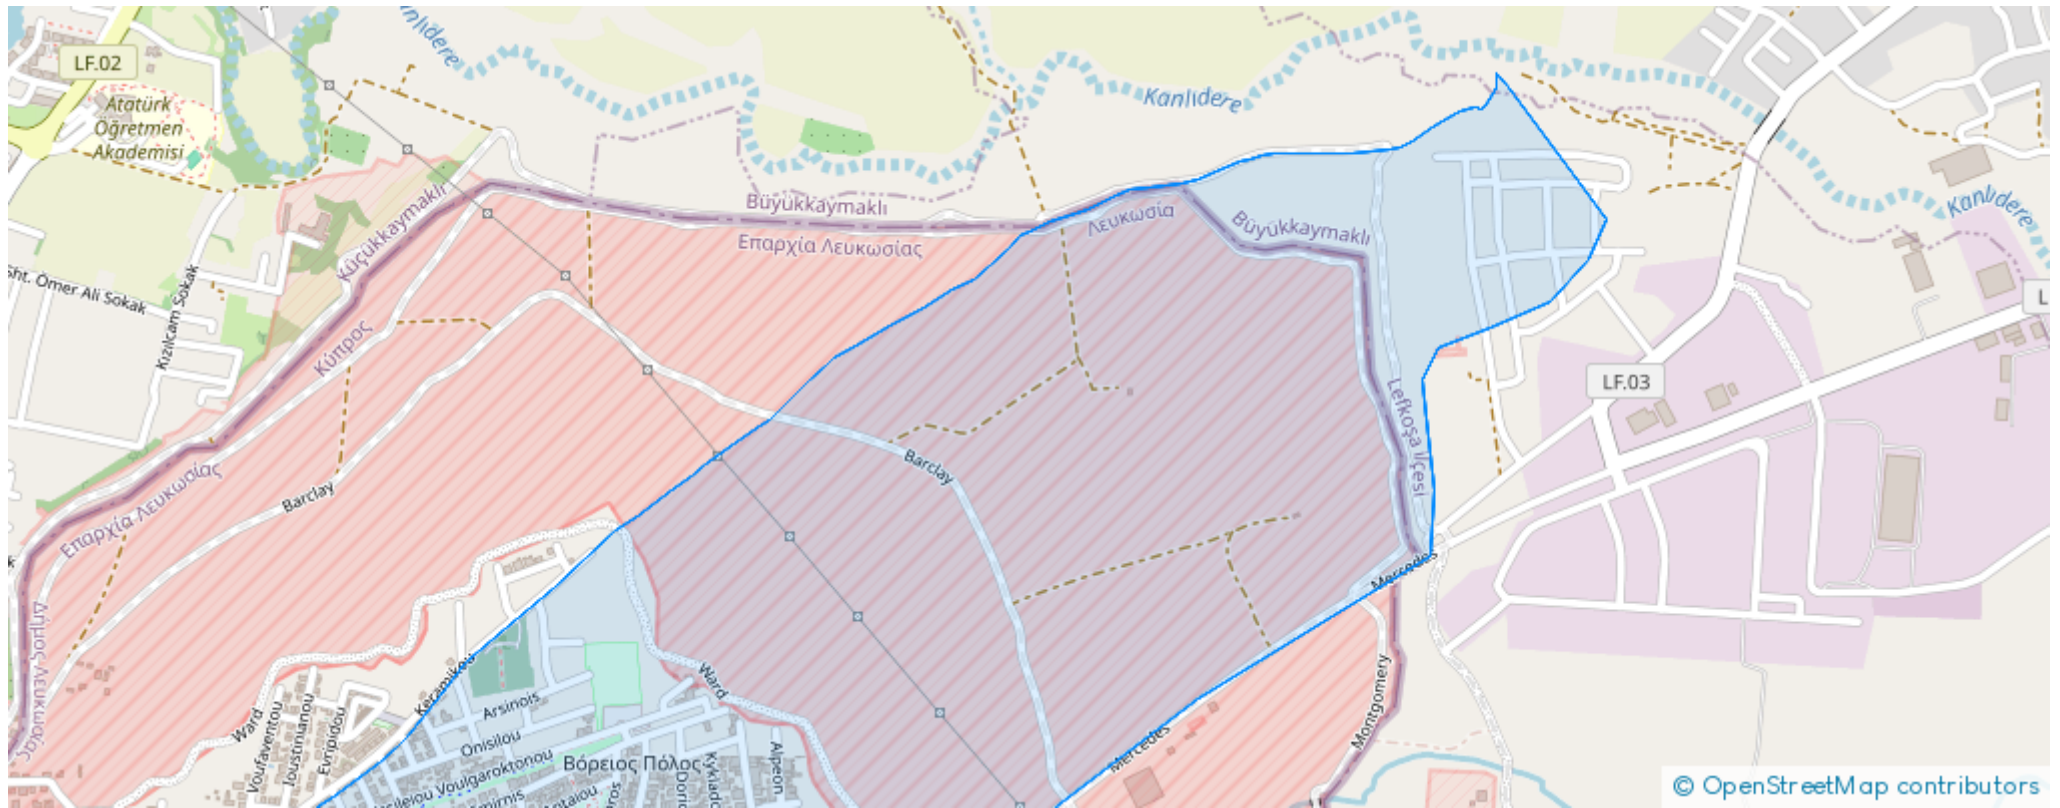 Kanlıdere
LF.02
Atatürk
Öğretmen
Akademisi
Kanlıdere
Küçükkaymaklı
Büyükkaymaklı
Επαρχία Λευκωσίας
Λευκωσία
Büyükkaymaklı
Kanlıdere
sht. Ömer Ali Sokak
Kızılcam Sokak
Κύπρος
LF.03
Lefkoşa İlçesi
Barclay
Barclay
Επαρχία Λευκωσίας
Δήμος Λευκωσίας
Mercedes
Keramikou
Ward
Ward
Voufaventou
Ioustinianou
Evripidou
Arsinois
Onisilou
Vasileiou Voulgaroktonou
Βόρειος Πόλος
Alpeon
Mercedes
Montgomery
© OpenStreetMap contributors